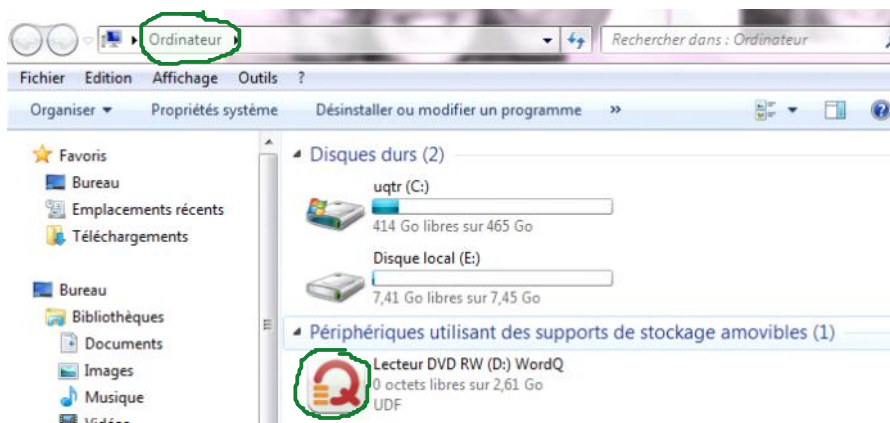 Ordinateur
Rechercher dans : Ordinateur
Fichier Edition Affichage Outils ?
Organiser Propriétés système Désinstaller ou modifier un programme »
Favoris
Bureau
Emplacements récents
Téléchargements
Bureau
Bibliothèques
Documents
Images
Musique
Vidéos
Disques durs (2)
uqtr (C:)
414 Go libres sur 465 Go
Disque local (E:)
7,41 Go libres sur 7,45 Go
Périphériques utilisant des supports de stockage amovibles (1)
Lecteur DVD RW (D:) WordQ
0 octets libres sur 2,61 Go
UDF